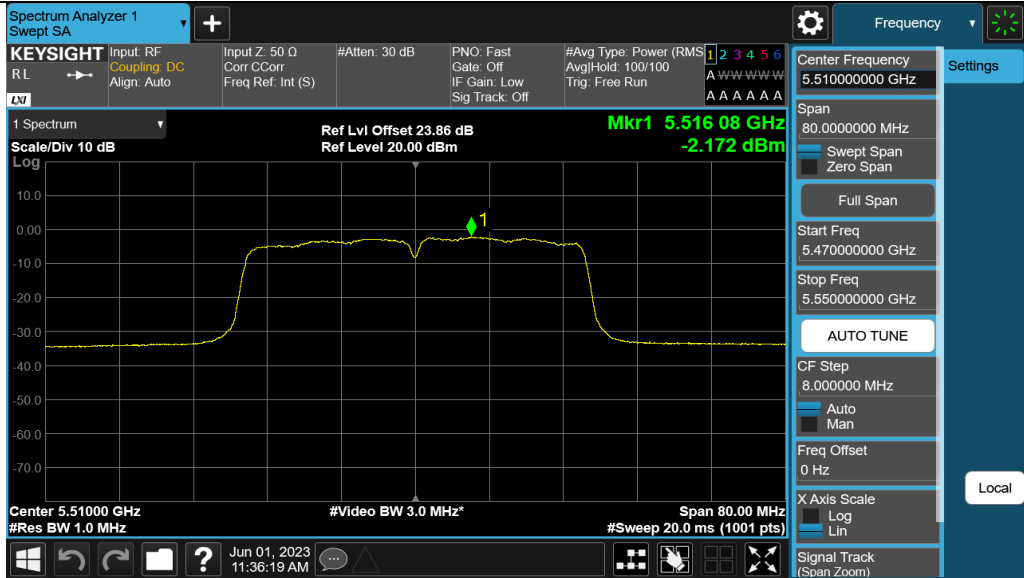 Spectrum Analyzer 1
Swept SA
+
Frequency
KEYSIGHT
R L
LXI
Input: RF
Coupling: DC
Align: Auto
Input Z: 50 Ω
Corr CCorr
Freq Ref: Int (S)
#Atten: 30 dB
PNO: Fast
Gate: Off
IF Gain: Low
Sig Track: Off
#Avg Type: Power (RMS
Avg|Hold: 100/100
Trig: Free Run
1 2 3 4 5 6
A W W W W W
A A A A A A
1 Spectrum
Scale/Div 10 dB
Ref Lvl Offset 23.86 dB
Ref Level 20.00 dBm
Mkr1 5.516 08 GHz
-2.172 dBm
Log
10.0
0.00
-10.0
-20.0
-30.0
-40.0
-50.0
-60.0
-70.0
1
Center 5.51000 GHz
#Video BW 3.0 MHz*
Span 80.00 MHz
#Res BW 1.0 MHz
#Sweep 20.0 ms (1001 pts)
Center Frequency
5.510000000 GHz
Span
80.0000000 MHz
Swept Span
Zero Span
Full Span
Start Freq
5.470000000 GHz
Stop Freq
5.550000000 GHz
AUTO TUNE
CF Step
8.000000 MHz
Auto
Man
Freq Offset
0 Hz
X Axis Scale
Log
Lin
Signal Track
(Span Zoom)
Settings
Local
?
Jun 01, 2023
11:36:19 AM